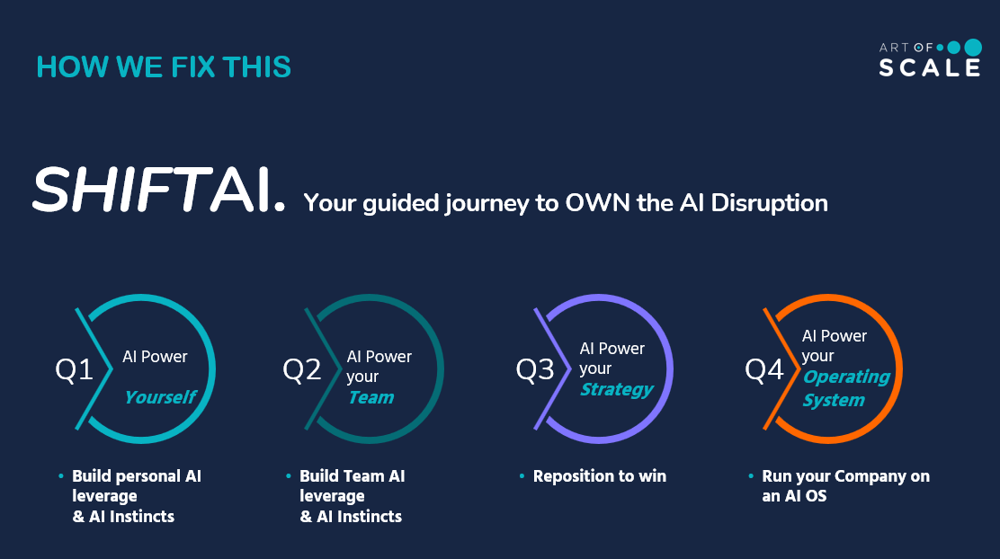 HOW WE FIX THIS
ART OF
SCALE
SHIFTAI. Your guided journey to OWN the AI Disruption
Q1
AI Power
Yourself
• Build personal AI
leverage
& AI Instincts
Q2
AI Power
your
Team
• Build Team AI
leverage
& AI Instincts
Q3
AI Power
your
Strategy
• Reposition to win
Q4
AI Power
your
Operating
System
• Run your Company on
an AI OS